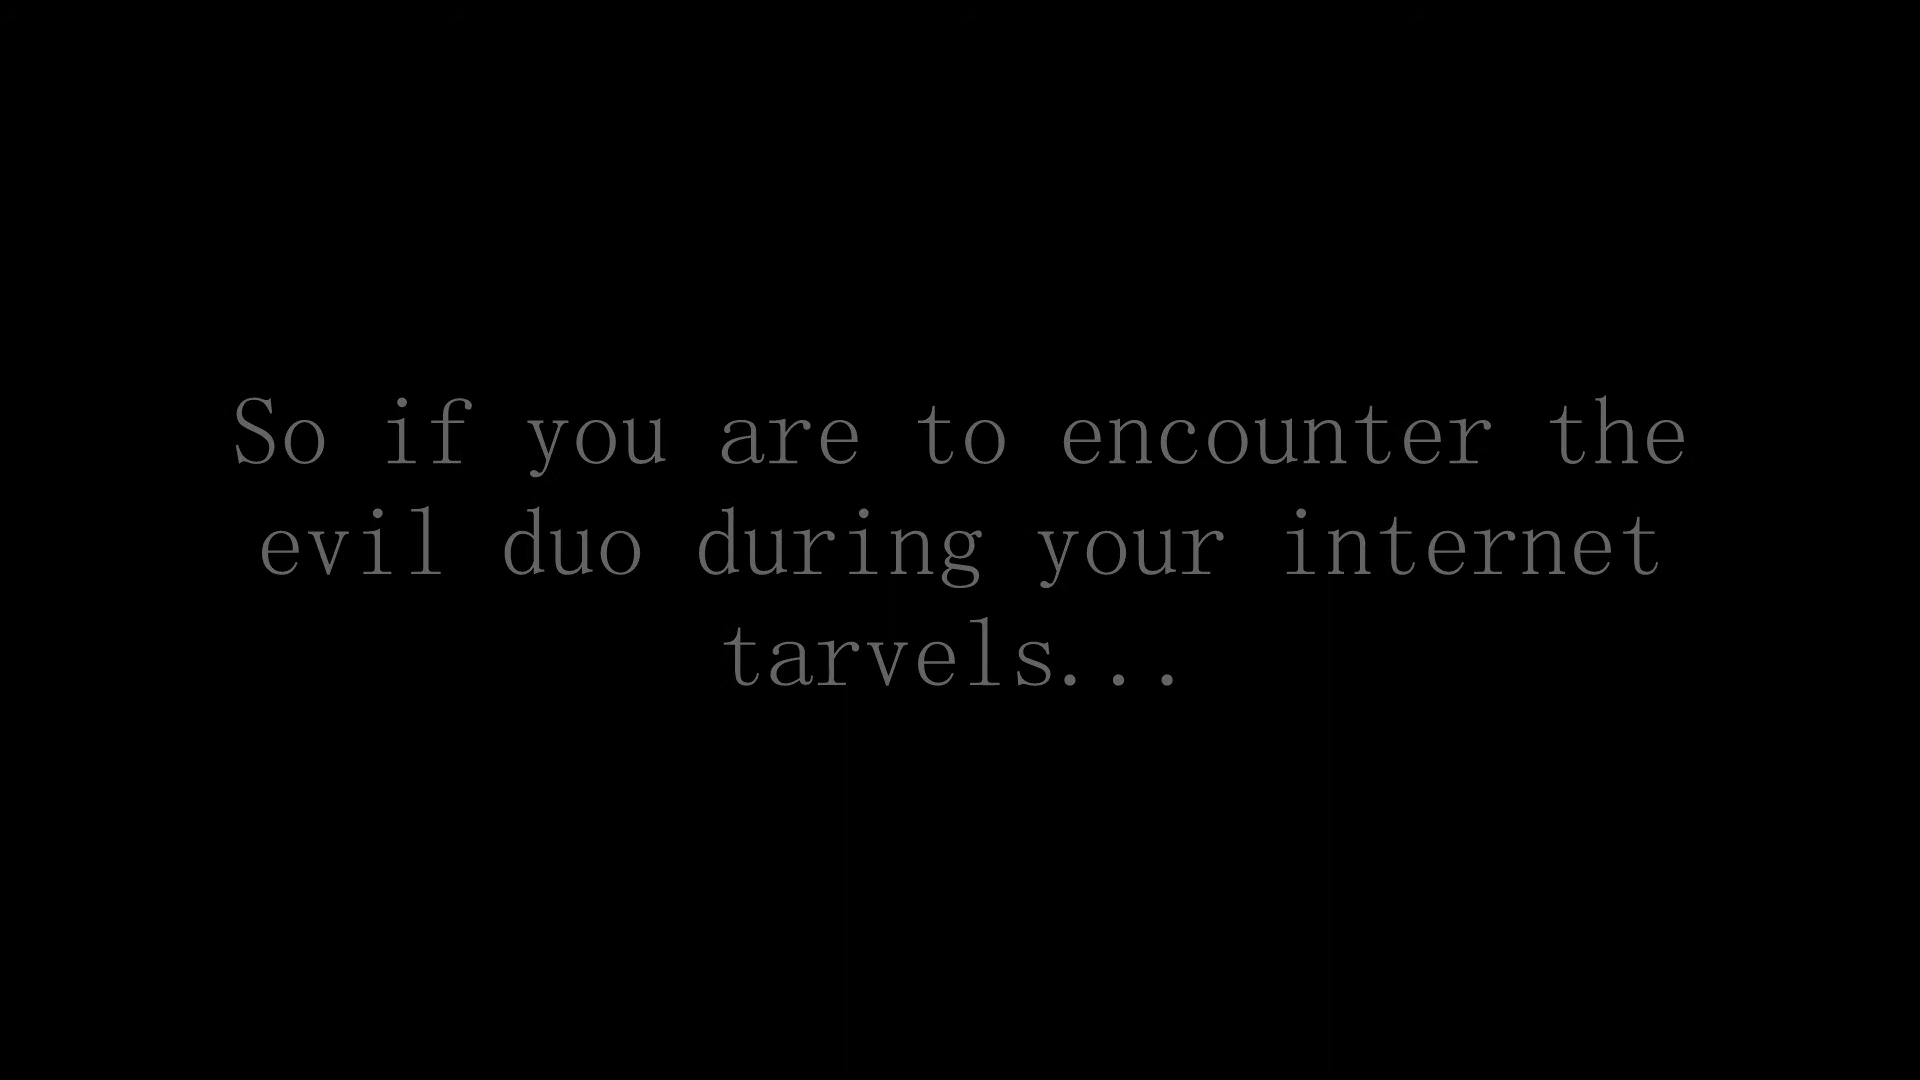 So if you are to encounter the
evil duo during your internet
tarvels...